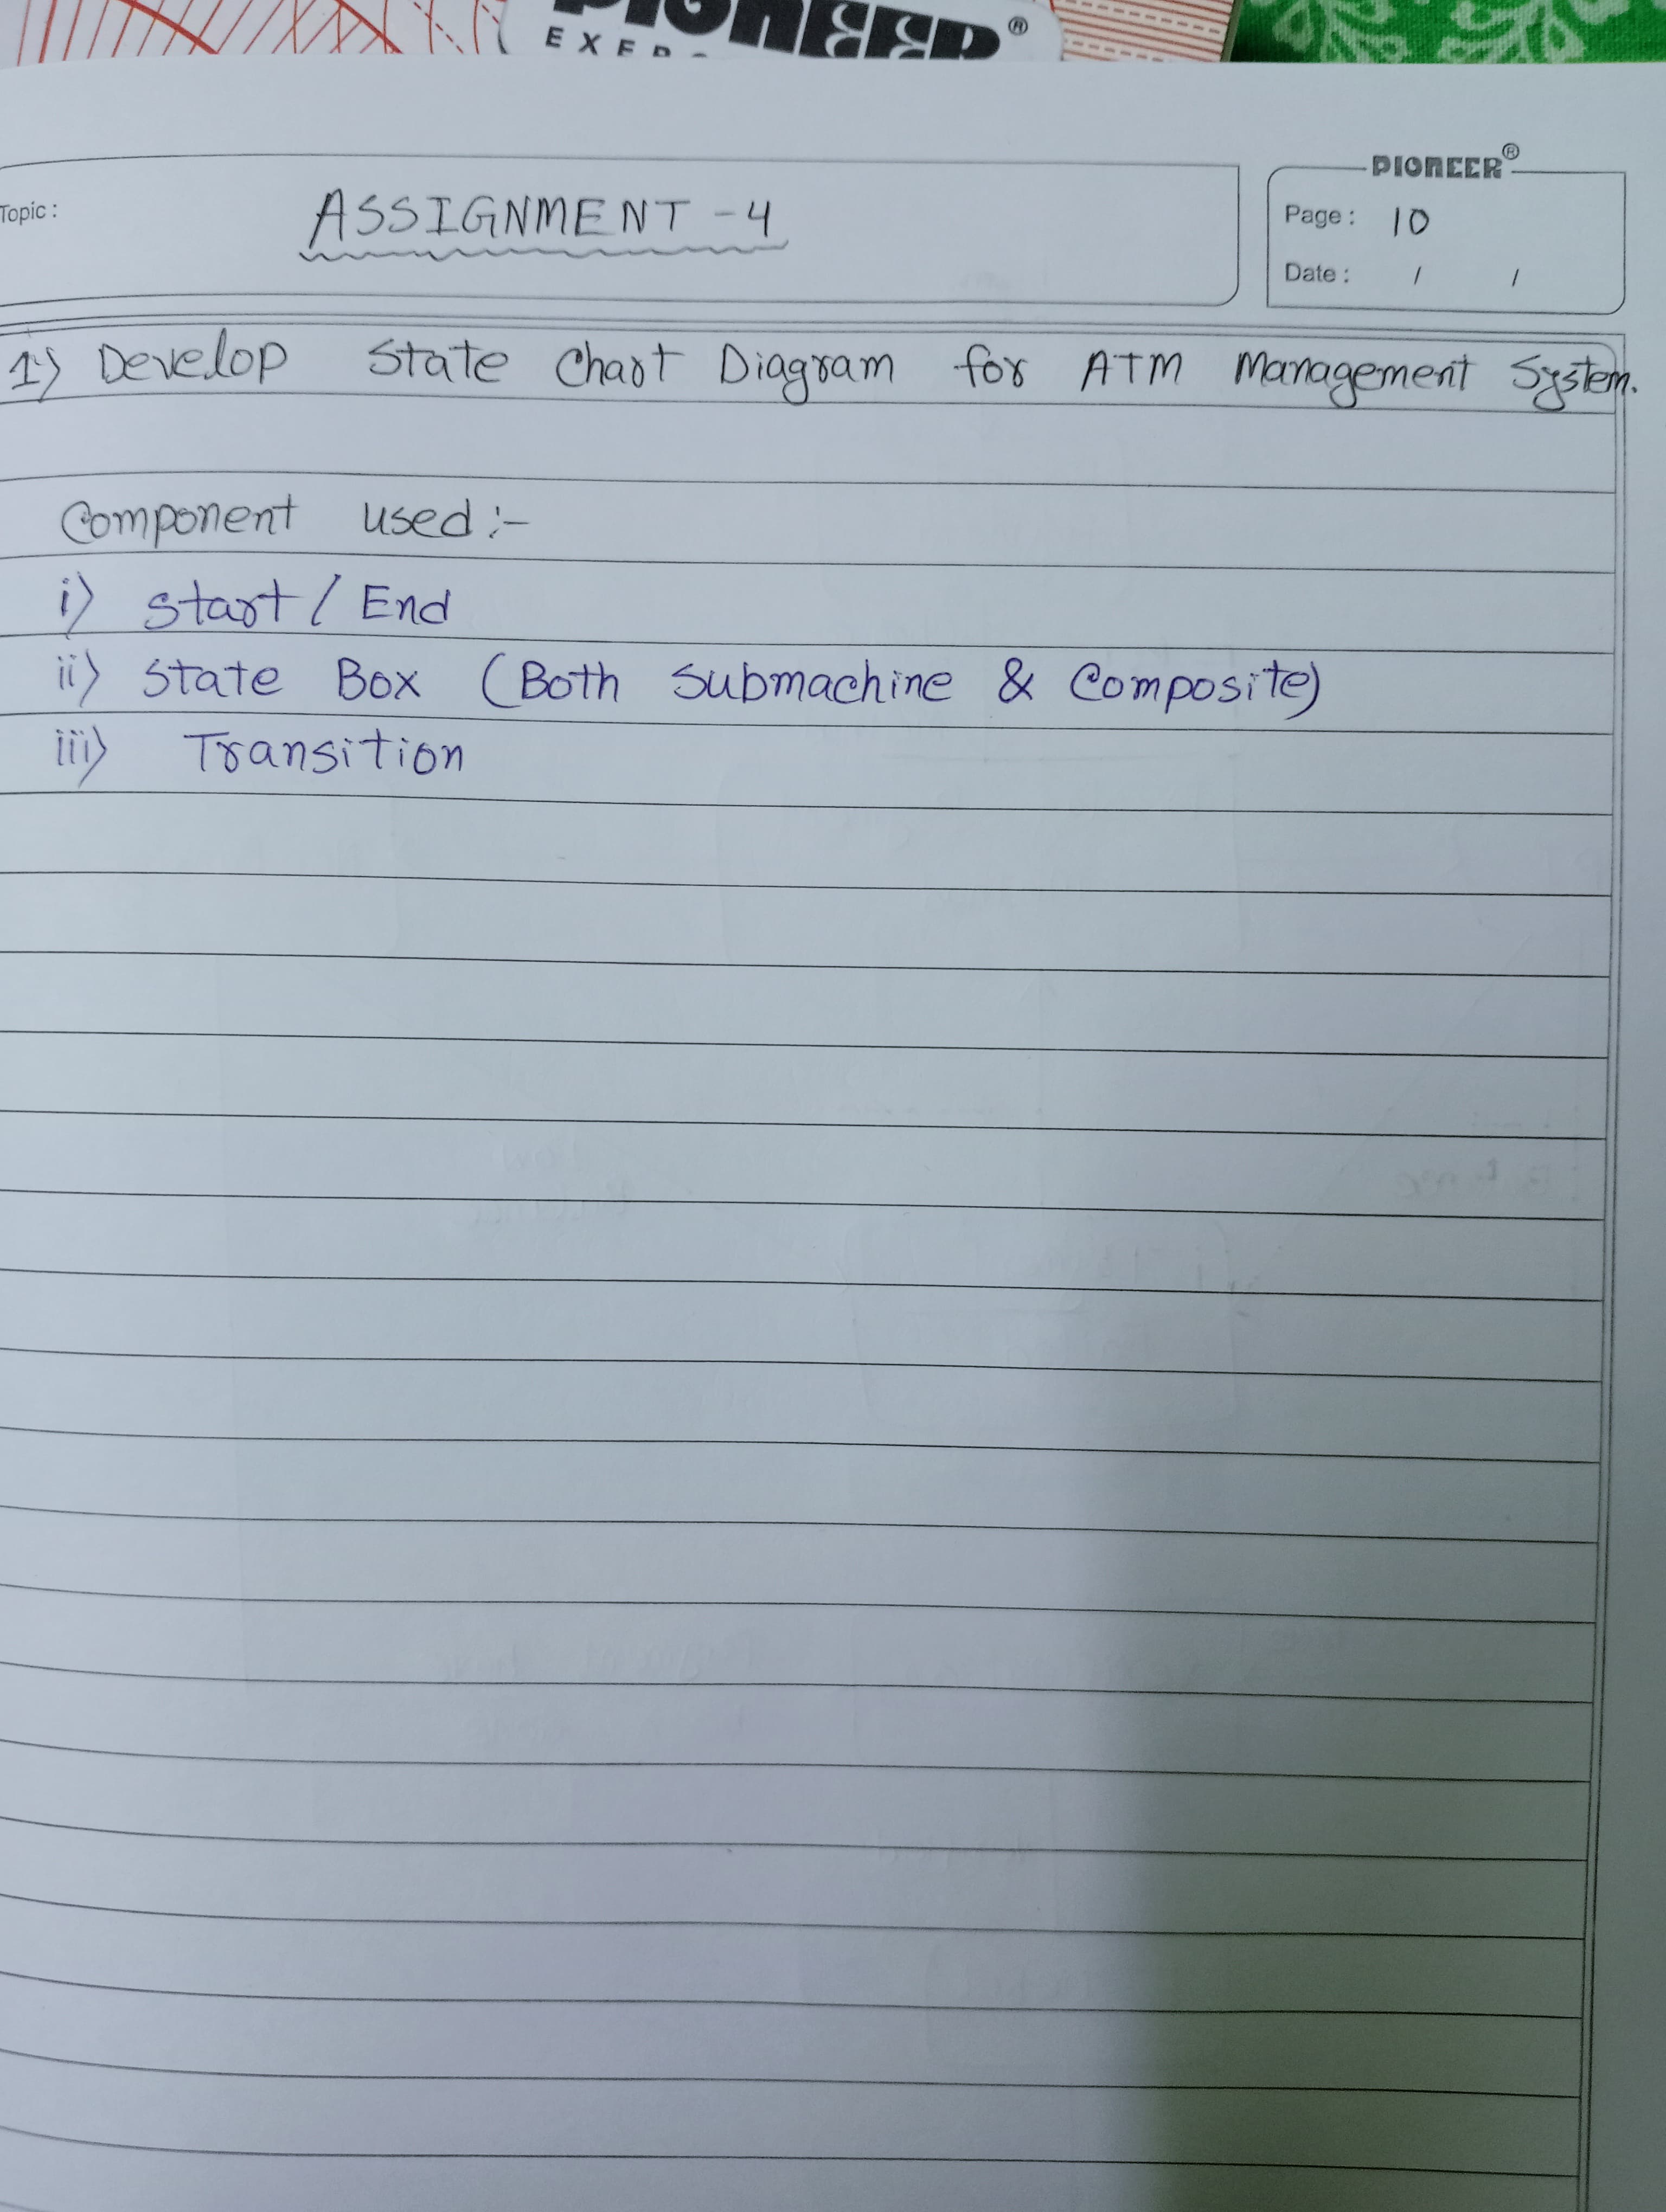 PIONEER®
Topic :
ASSIGNMENT - 4
PIONEER®
Page : 10
Date : / /
1) Develop State Chart Diagram for ATM Management System.
Component used :-
i) Start / End
ii) State Box (Both Submachine & Composite)
iii) Transition